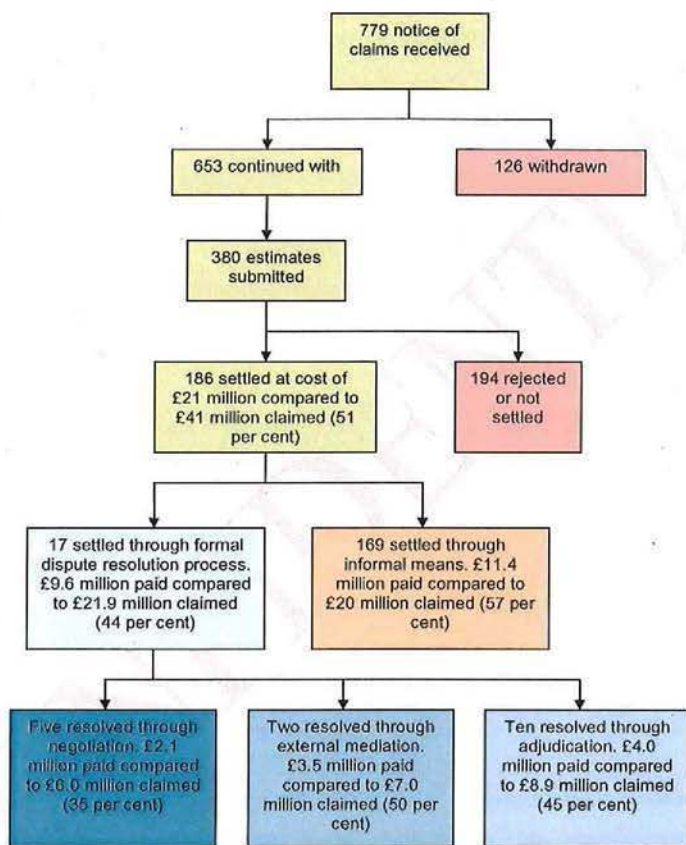 779 notice of
claims received
653 continued with
126 withdrawn
380 estimates
submitted
186 settled at cost of
£21 million compared to
£41 million claimed (51
per cent)
194 rejected
or not
settled
17 settled through formal
dispute resolution process.
£9.6 million paid compared
to £21.9 million claimed
(44 per cent)
169 settled through
informal means. £11.4
million paid compared to
£20 million claimed (57 per
cent)
Five resolved through
negotiation. £2.1
million paid compared
to £6.0 million claimed
(35 per cent)
Two resolved through
external mediation.
£3.5 million paid
compared to £7.0
million claimed (50 per
cent)
Ten resolved through
adjudication. £4.0
million paid compared
to £8.9 million claimed
(45 per cent)